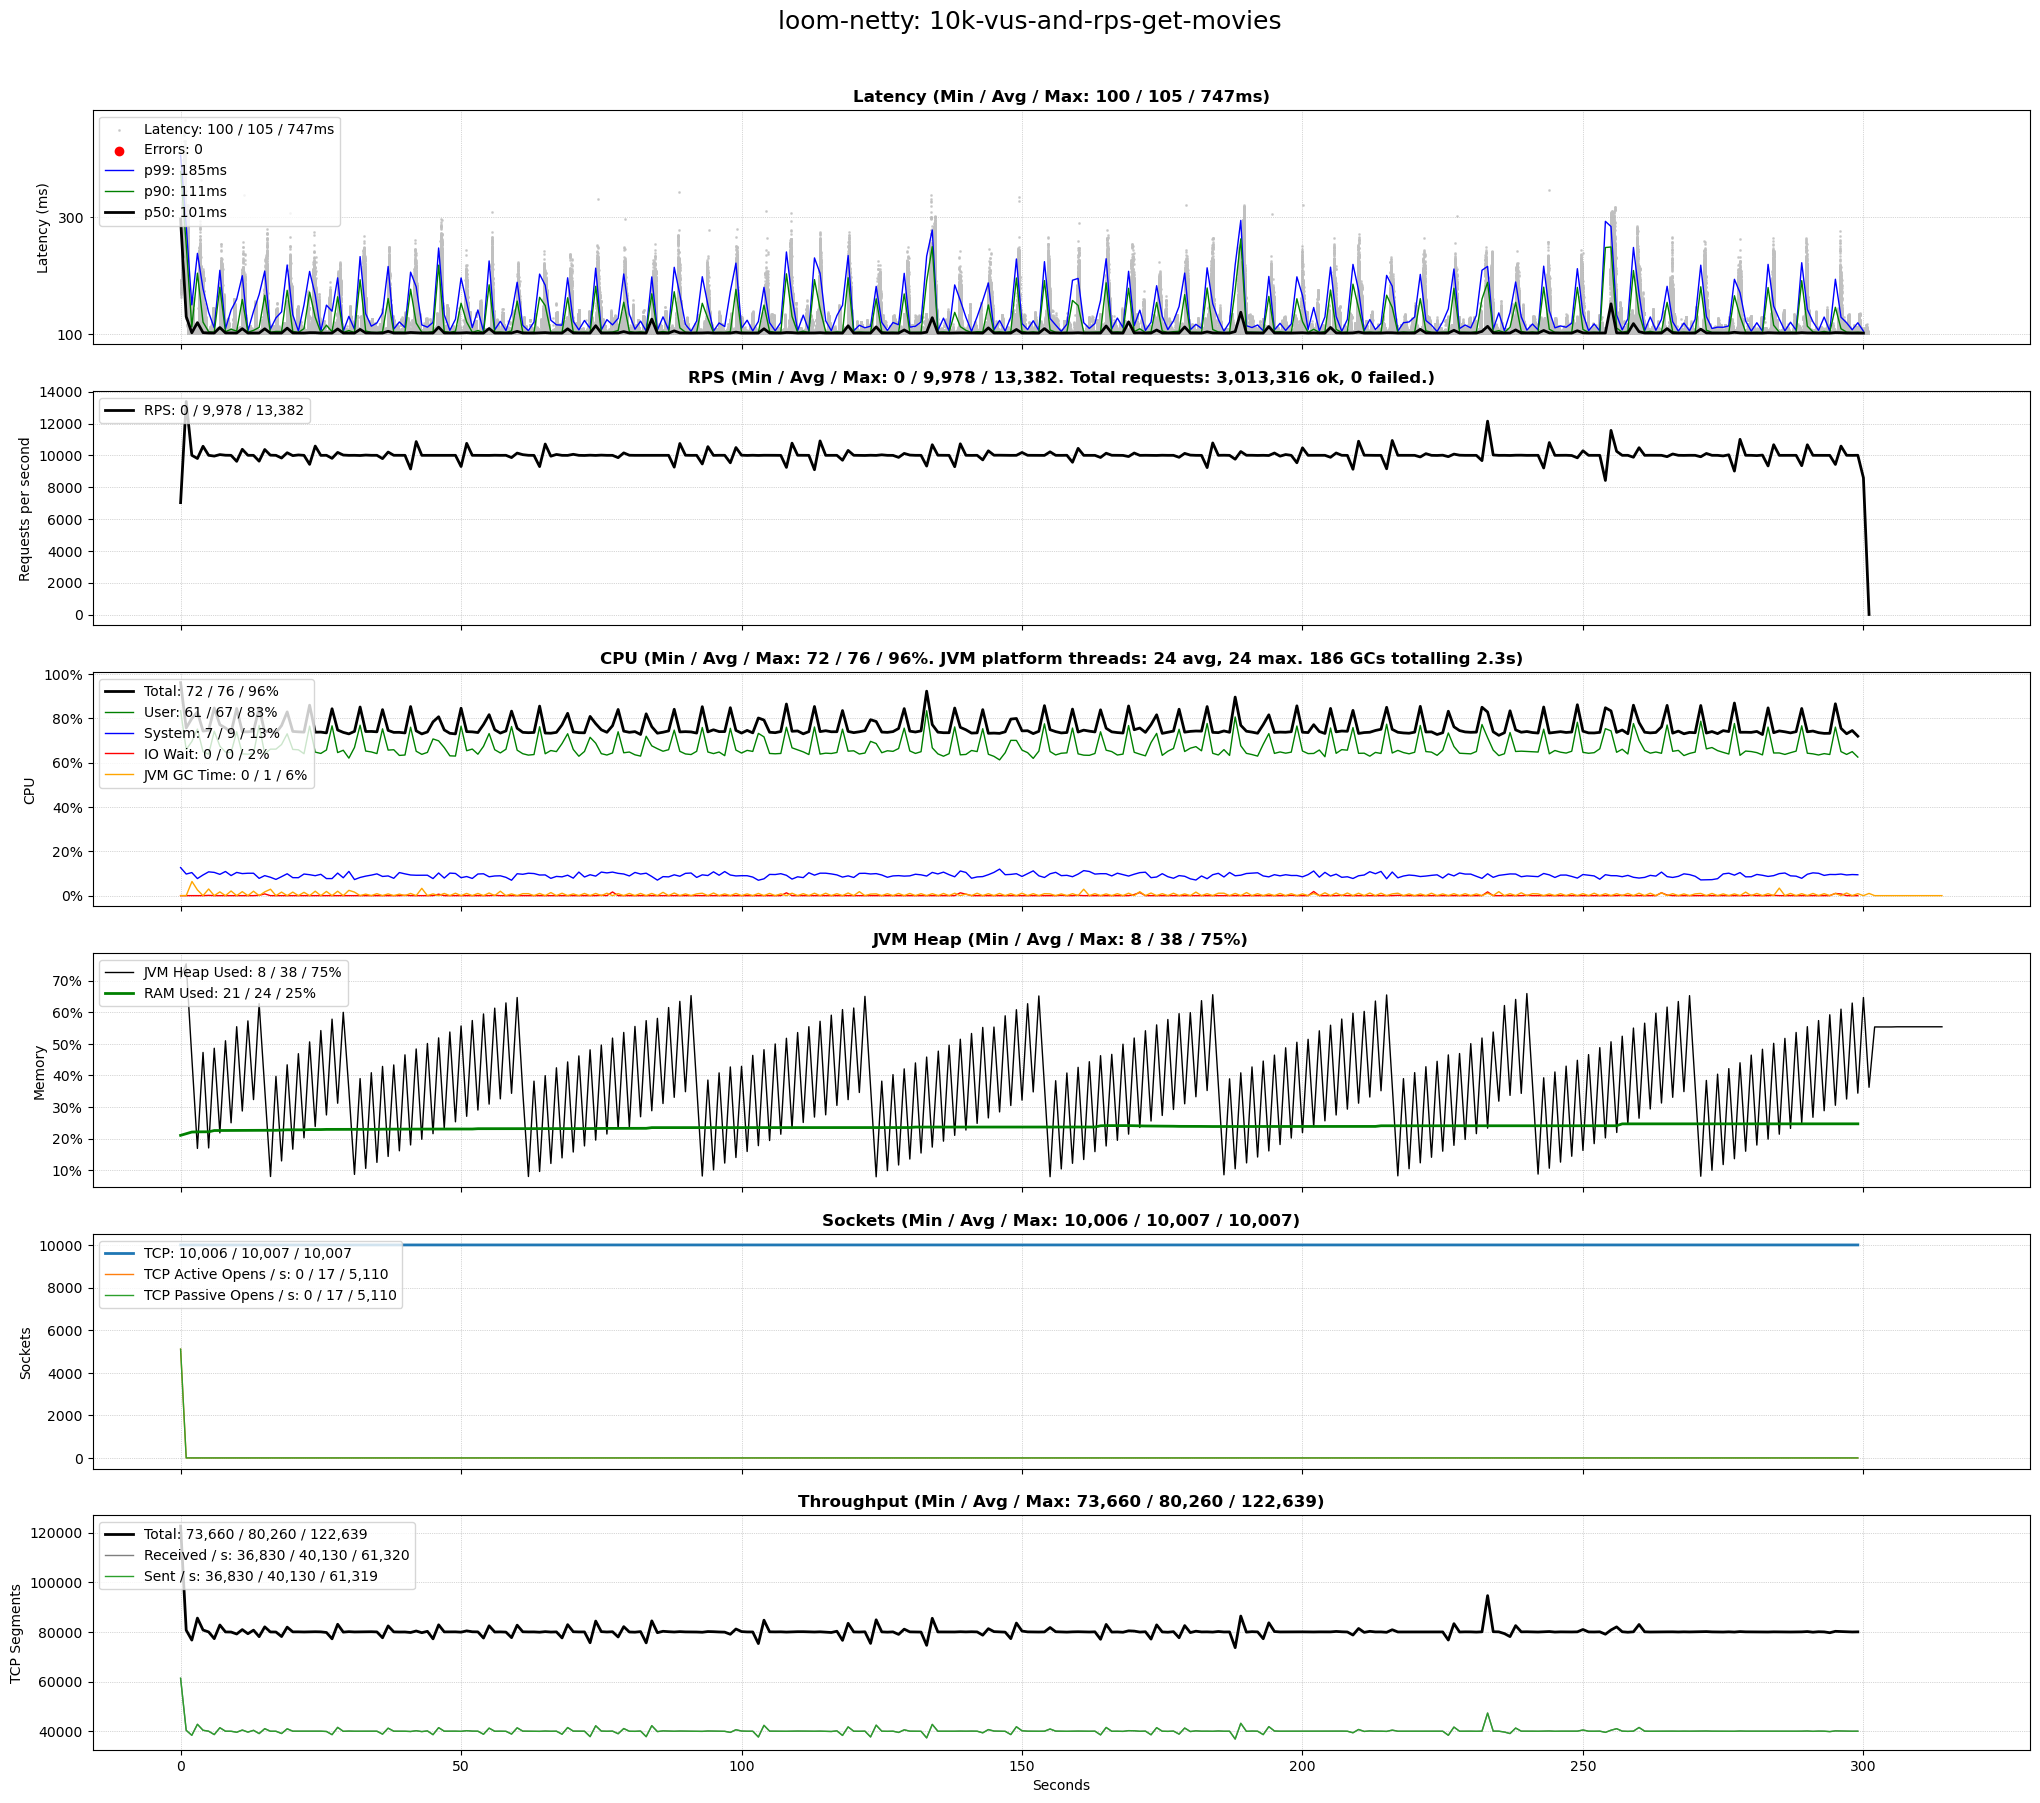 loom-netty: 10k-vus-and-rps-get-movies
Latency (Min / Avg / Max: 100 / 105 / 747ms)
Latency (ms)
300
100
Latency: 100 / 105 / 747ms
Errors: 0
p99: 185ms
p90: 111ms
p50: 101ms
RPS (Min / Avg / Max: 0 / 9,978 / 13,382. Total requests: 3,013,316 ok, 0 failed.)
Requests per second
14000
12000
10000
8000
6000
4000
2000
0
RPS: 0 / 9,978 / 13,382
CPU (Min / Avg / Max: 72 / 76 / 96%. JVM platform threads: 24 avg, 24 max. 186 GCs totalling 2.3s)
CPU
100%
80%
60%
40%
20%
0%
Total: 72 / 76 / 96%
User: 61 / 67 / 83%
System: 7 / 9 / 13%
IO Wait: 0 / 0 / 2%
JVM GC Time: 0 / 1 / 6%
JVM Heap (Min / Avg / Max: 8 / 38 / 75%)
Memory
70%
60%
50%
40%
30%
20%
10%
JVM Heap Used: 8 / 38 / 75%
RAM Used: 21 / 24 / 25%
Sockets (Min / Avg / Max: 10,006 / 10,007 / 10,007)
Sockets
10000
8000
6000
4000
2000
0
TCP: 10,006 / 10,007 / 10,007
TCP Active Opens / s: 0 / 17 / 5,110
TCP Passive Opens / s: 0 / 17 / 5,110
Throughput (Min / Avg / Max: 73,660 / 80,260 / 122,639)
TCP Segments
120000
100000
80000
60000
40000
Total: 73,660 / 80,260 / 122,639
Received / s: 36,830 / 40,130 / 61,320
Sent / s: 36,830 / 40,130 / 61,319
0 50 100 150 200 250 300
Seconds